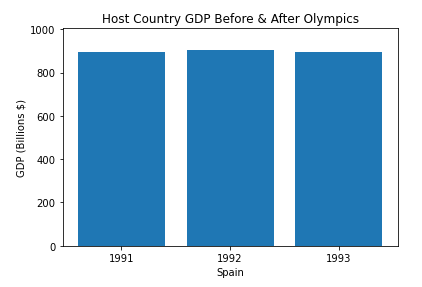 Host Country GDP Before & After Olympics
1000
800
600
400
200
0
GDP (Billions $)
1991 1992 1993
Spain